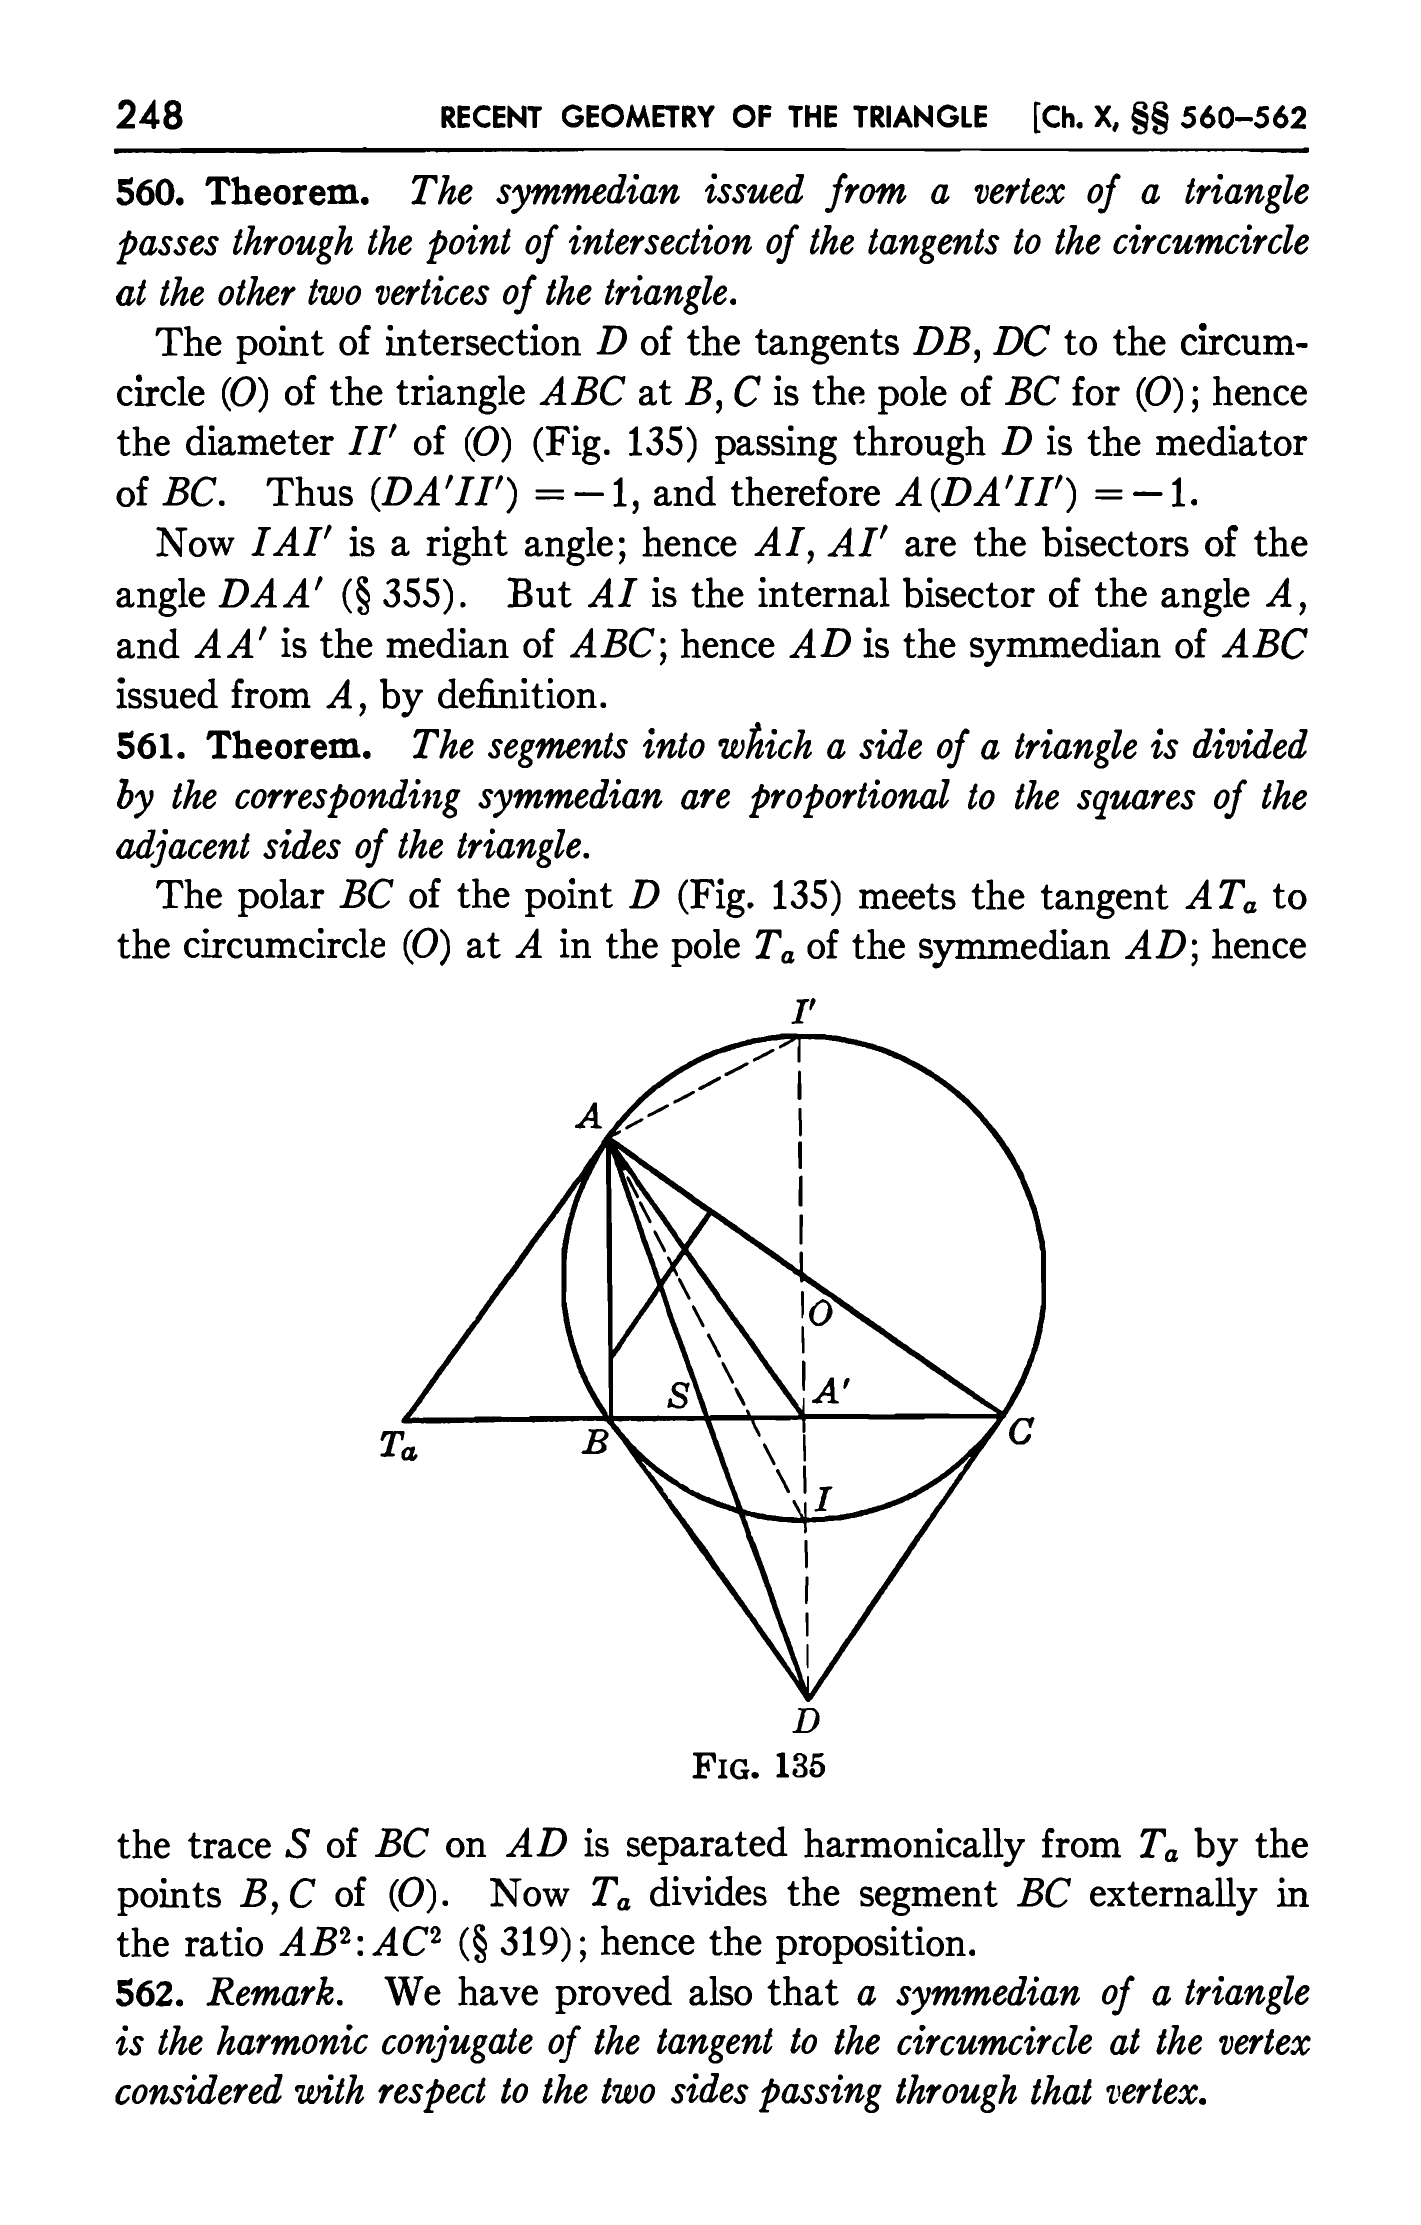 248 RECENT GEOMETRY OF THE TRIANGLE [Ch. X, §§ 560–562
560. Theorem. The symmedian issued from a vertex of a triangle
passes through the point of intersection of the tangents to the circumcircle
at the other two vertices of the triangle.
The point of intersection D of the tangents DB, DC to the circum-
circle (O) of the triangle ABC at B, C is the pole of BC for (O); hence
the diameter II' of (O) (Fig. 135) passing through D is the mediator
of BC. Thus (DA'II') = — 1, and therefore A(DA'II') = — 1.
Now IAI' is a right angle; hence AI, AI' are the bisectors of the
angle DAA' (§ 355). But AI is the internal bisector of the angle A,
and AA' is the median of ABC; hence AD is the symmedian of ABC
issued from A, by definition.
561. Theorem. The segments into which a side of a triangle is divided
by the corresponding symmedian are proportional to the squares of the
adjacent sides of the triangle.
The polar BC of the point D (Fig. 135) meets the tangent ATₐ to
the circumcircle (O) at A in the pole Tₐ of the symmedian AD; hence
I'
A
O
S A'
Tₐ B C
I
D
FIG. 135
the trace S of BC on AD is separated harmonically from Tₐ by the
points B, C of (O). Now Tₐ divides the segment BC externally in
the ratio AB²: AC² (§ 319); hence the proposition.
562. Remark. We have proved also that a symmedian of a triangle
is the harmonic conjugate of the tangent to the circumcircle at the vertex
considered with respect to the two sides passing through that vertex.